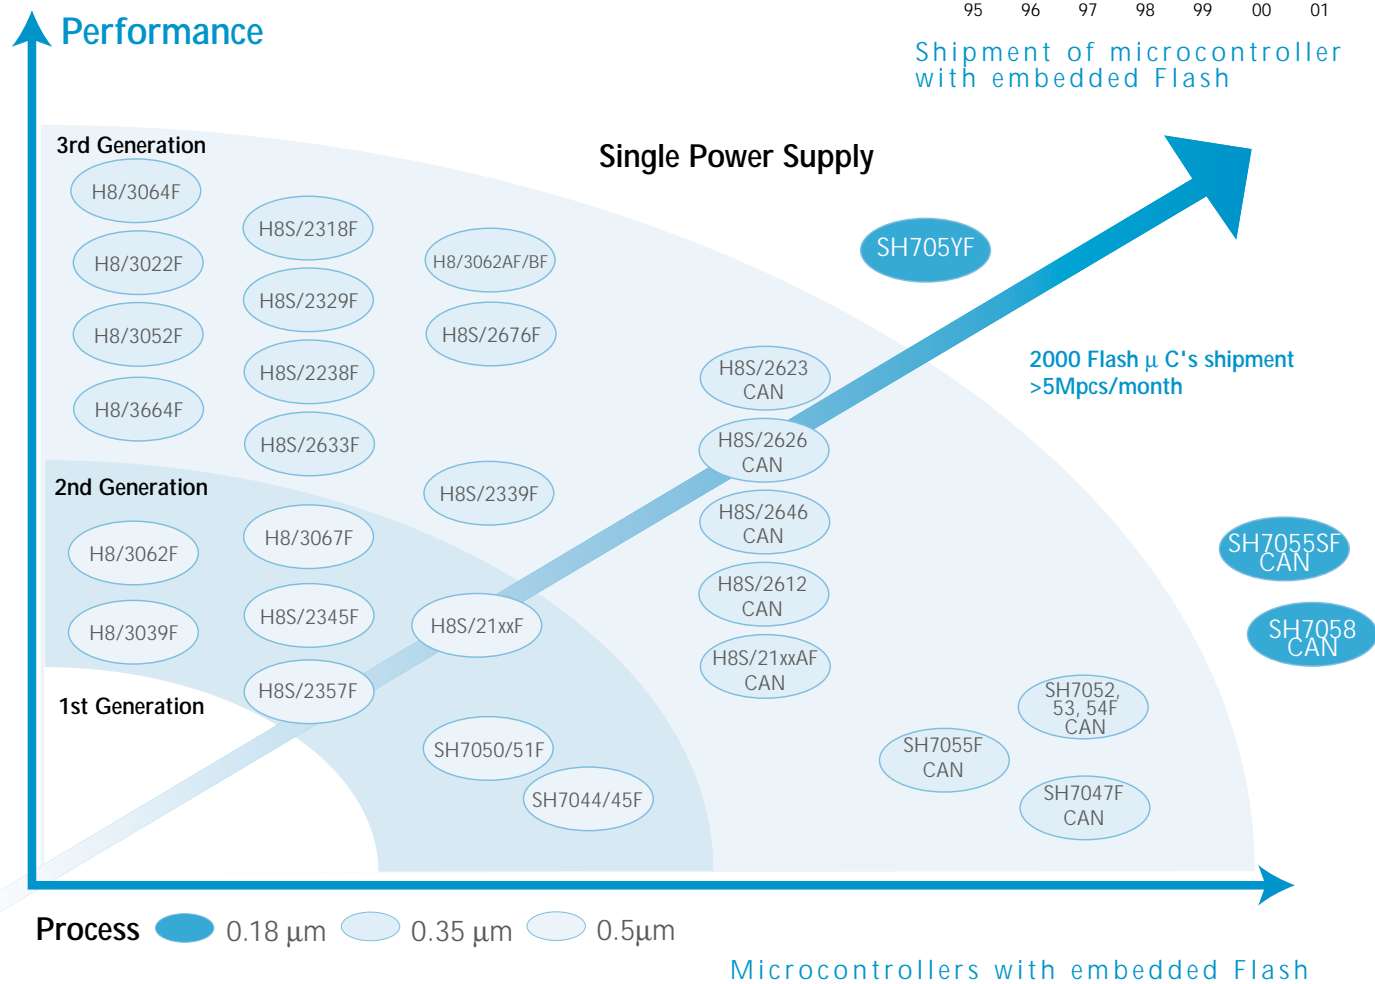 Performance
95 96 97 98 99 00 01
Shipment of microcontroller
with embedded Flash
Single Power Supply
3rd Generation
H8/3064F
H8/3022F
H8/3052F
H8/3664F
H8S/2318F
H8S/2329F
H8S/2238F
H8S/2633F
H8/3062AF/BF
H8S/2676F
H8S/2339F
H8S/2623
CAN
H8S/2626
CAN
H8S/2646
CAN
H8S/2612
CAN
H8S/21xxAF
CAN
SH705YF
2000 Flash μ C's shipment
>5Mpcs/month
SH7055SF
CAN
SH7058
CAN
SH7052,
53, 54F
CAN
SH7055F
CAN
SH7047F
CAN
2nd Generation
H8/3062F
H8/3039F
H8/3067F
H8S/2345F
H8S/2357F
H8S/21xxF
SH7050/51F
SH7044/45F
1st Generation
Process 0.18 μm 0.35 μm 0.5μm
Microcontrollers with embedded Flash